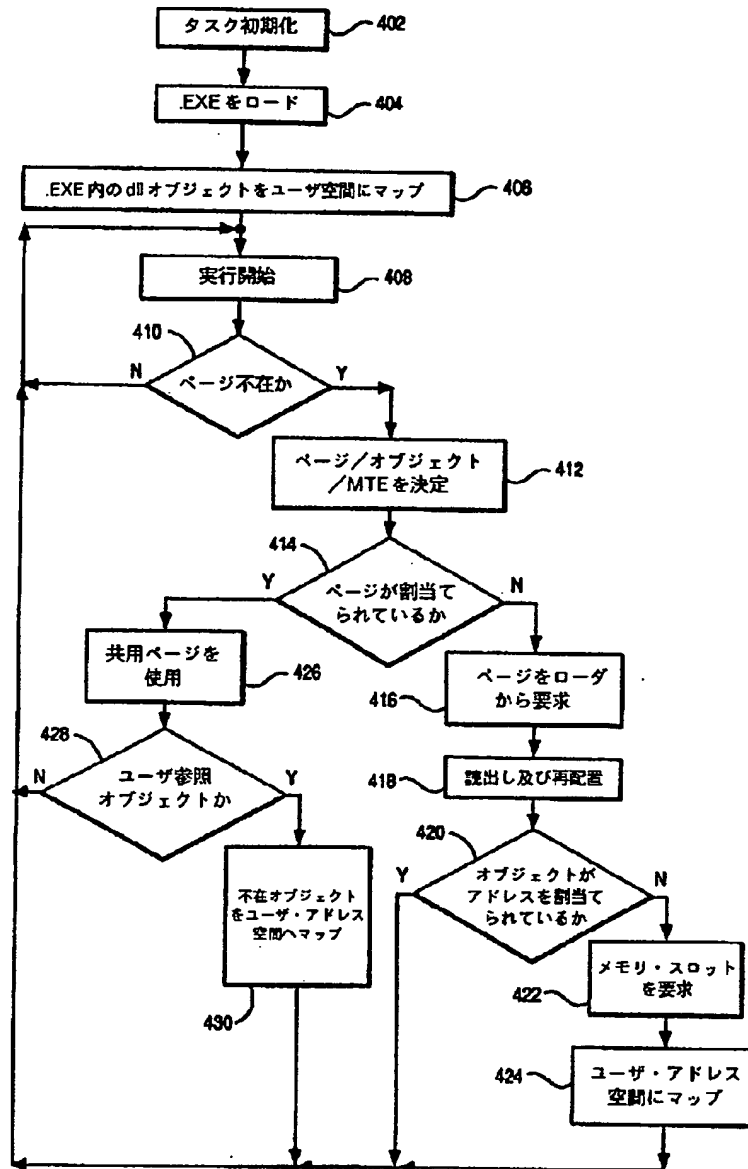 タスク初期化
402
.EXEをロード
404
.EXE内のdllオブジェクトをユーザ空間にマップ
406
実行開始
408
410
N
ページ不在か
Y
ページ/オブジェクト
/MTEを決定
412
414
Y
ページが割当て
られているか
N
共用ページを
使用
426
ページをローダ
から要求
416
428
N
ユーザ参照
オブジェクトか
Y
読出し及び再配置
418
420
Y
オブジェクトが
アドレスを割当て
られているか
N
不在オブジェクト
をユーザ・アドレス
空間へマップ
430
メモリ・スロット
を要求
422
ユーザ・アドレス
空間にマップ
424